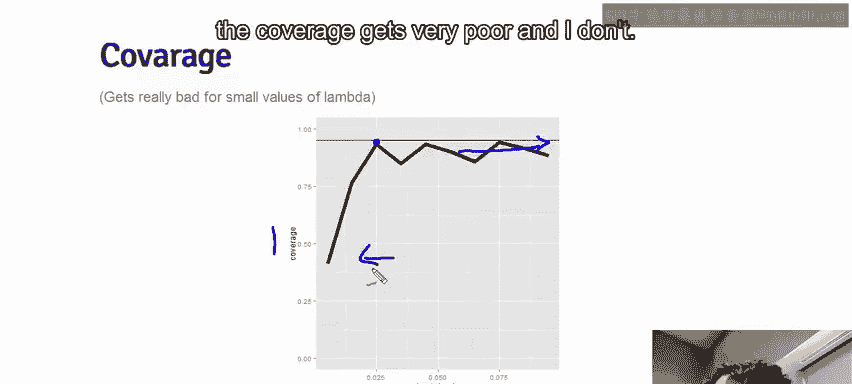 the coverage gets very poor and I don't.
Covarage
(Gets really bad for small values of lambda)
1.00
0.75
0.50
0.25
0.00
coverage
0.025
0.050
0.075